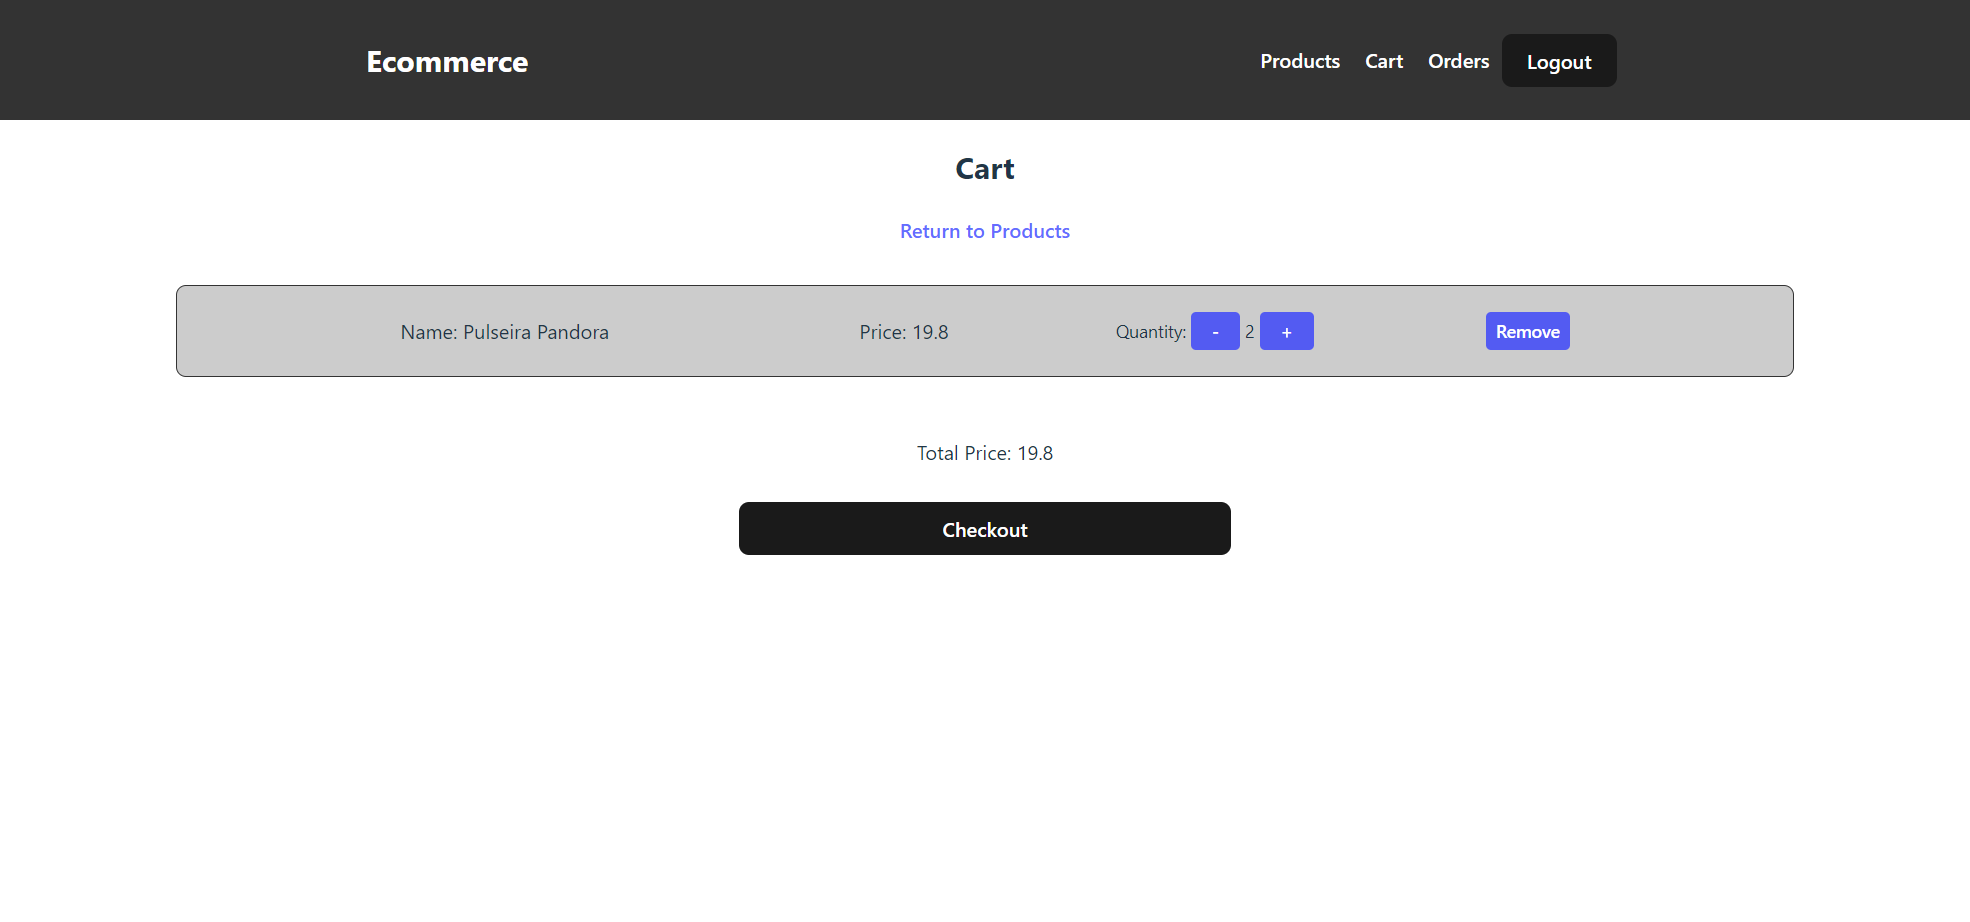 Ecommerce
Products Cart Orders Logout
Cart
Return to Products
Name: Pulseira Pandora Price: 19.8 Quantity: - 2 + Remove
Total Price: 19.8
Checkout